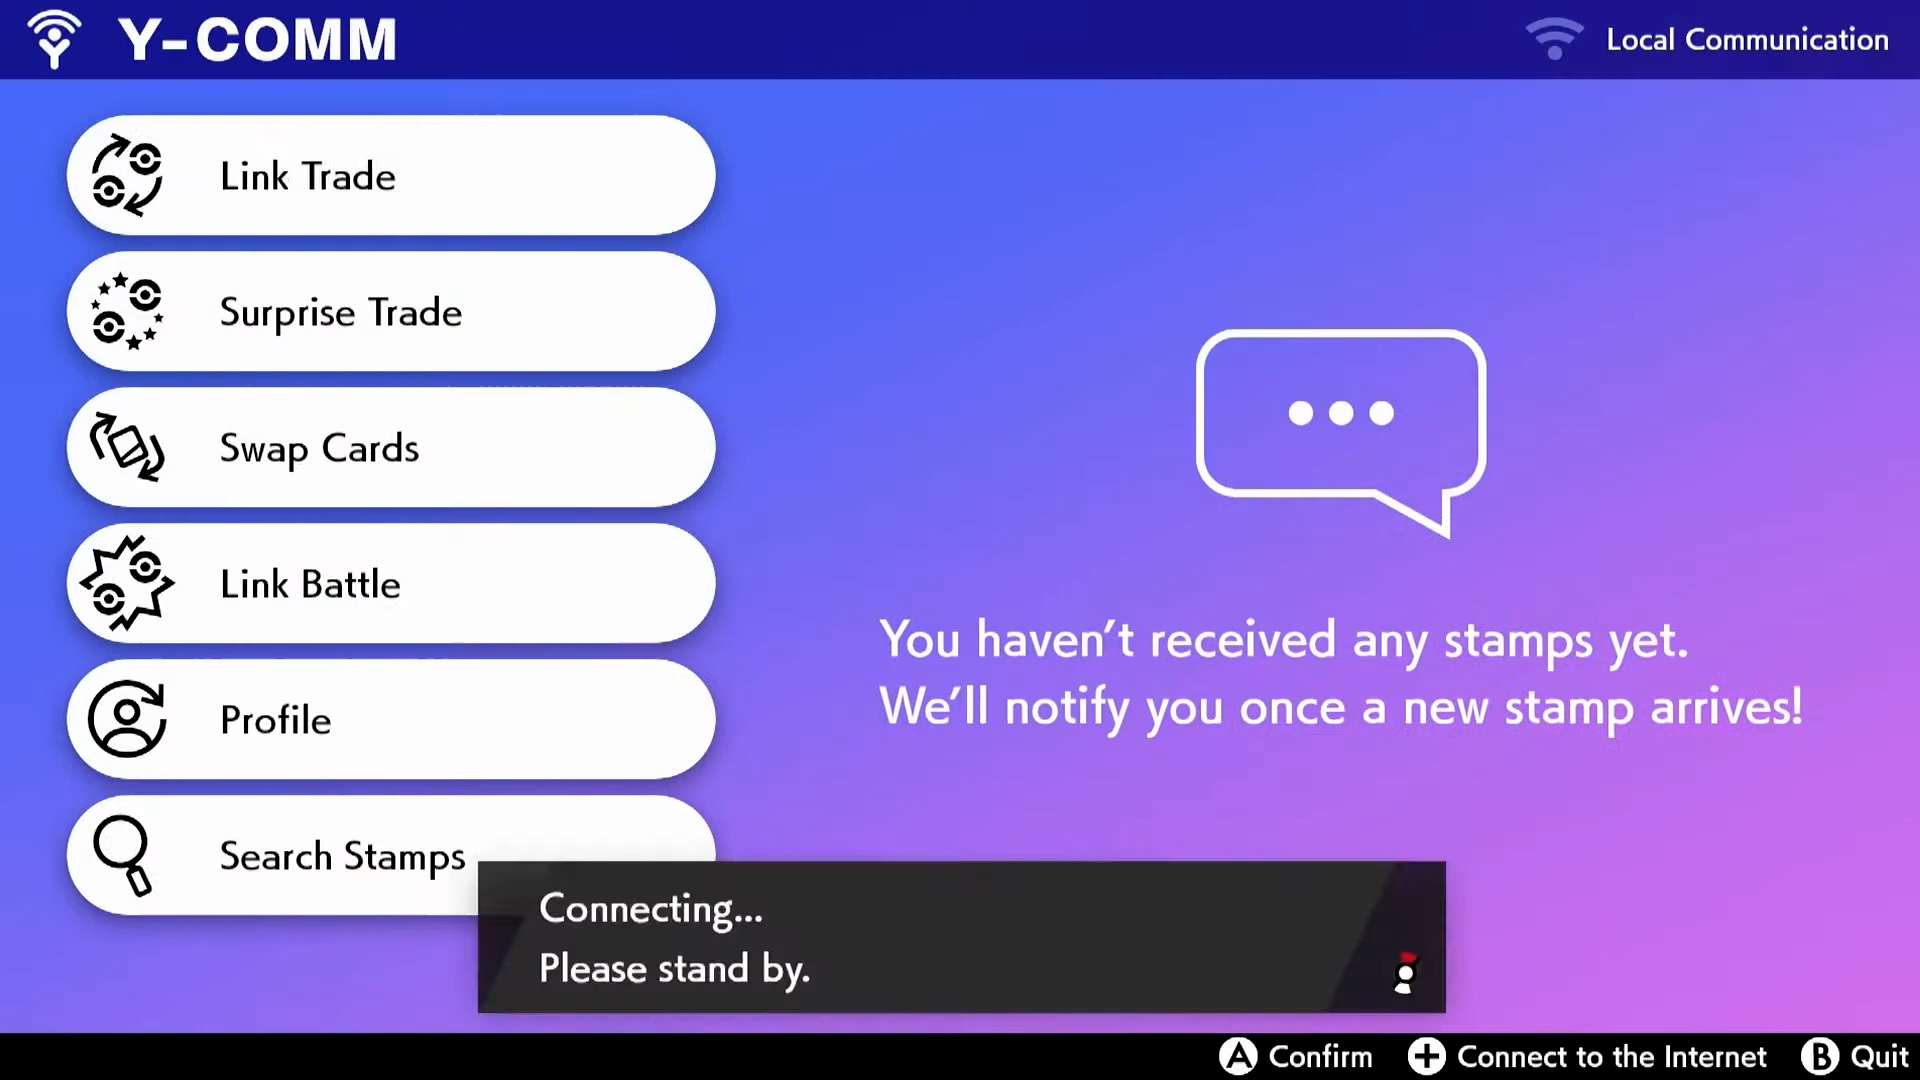 Y-COMM
Local Communication
Link Trade
Surprise Trade
Swap Cards
Link Battle
Profile
Search Stamps
You haven't received any stamps yet.
We'll notify you once a new stamp arrives!
Connecting...
Please stand by.
A Confirm + Connect to the Internet B Quit